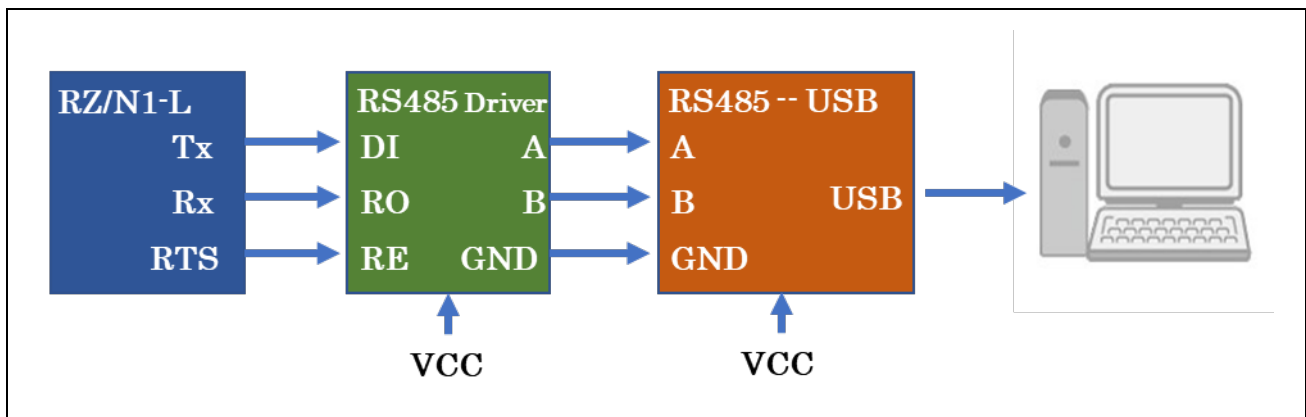 RZ/N1-L
Tx
Rx
RTS
RS485 Driver
DI A
RO B
RE GND
VCC
RS485 -- USB
A
B USB
GND
VCC